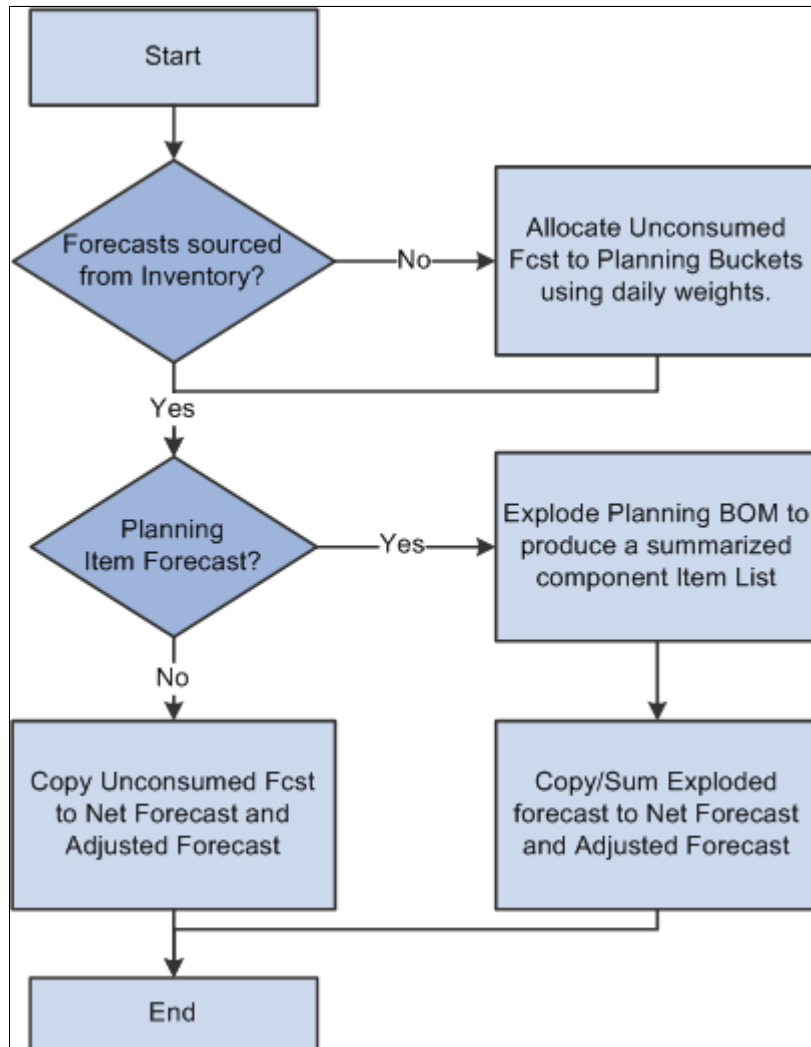 Start
Forecasts sourced
from Inventory?
No
Allocate Unconsumed
Fcst to Planning Buckets
using daily weights.
Yes
Planning
Item Forecast?
Yes
Explode Planning BOM to
produce a summarized
component Item List
No
Copy Unconsumed Fcst
to Net Forecast and
Adjusted Forecast
Copy/Sum Exploded
forecast to Net Forecast
and Adjusted Forecast
End